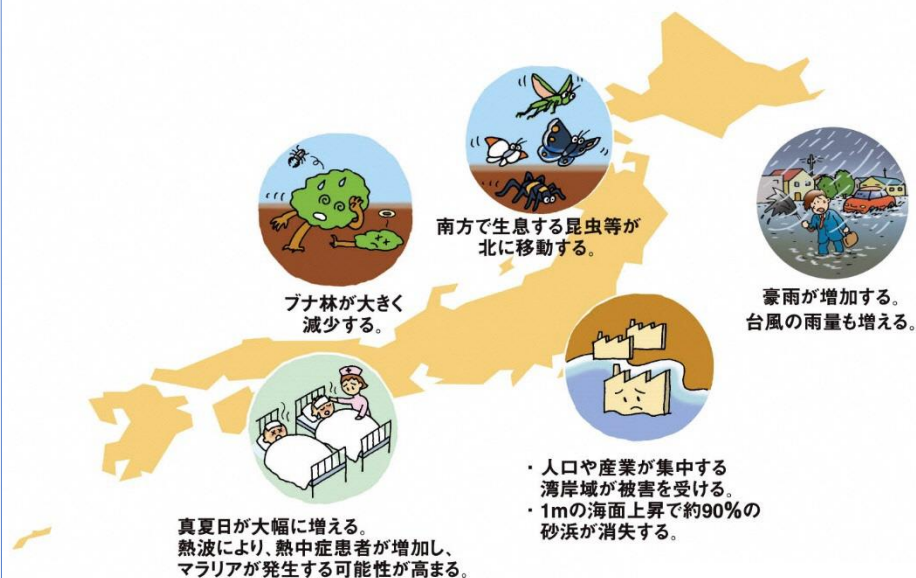 南方で生息する昆虫等が
北に移動する。
ブナ林が大きく
減少する。
豪雨が増加する。
台風の雨量も増える。
・人口や産業が集中する
湾岸域が被害を受ける。
・1mの海面上昇で約90%の
砂浜が消失する。
真夏日が大幅に増える。
熱波により、熱中症患者が増加し、
マラリアが発生する可能性が高まる。